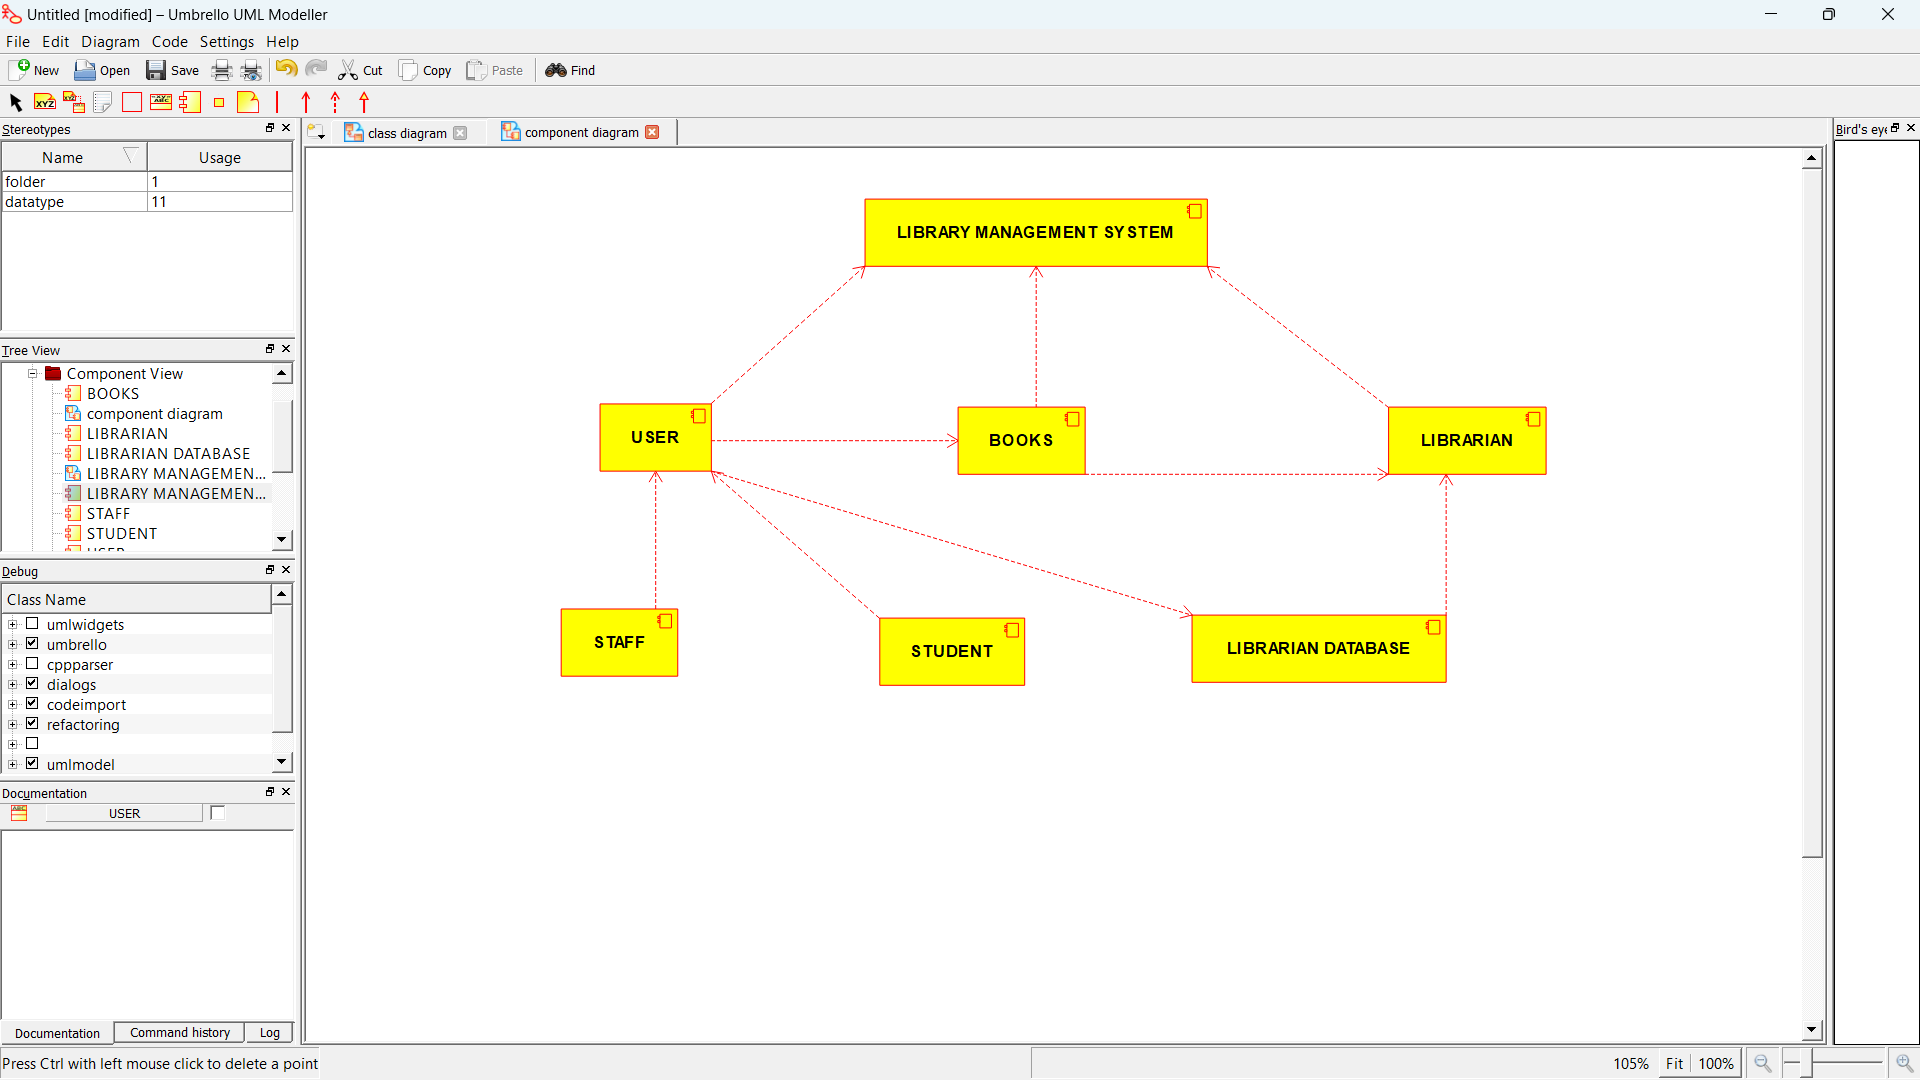 Untitled [modified] – Umbrello UML Modeller
File Edit Diagram Code Settings Help
New Open Save Cut Copy Paste Find
Stereotypes
Name Usage
folder 1
datatype 11
Tree View
Component View
BOOKS
component diagram
LIBRARIAN
LIBRARIAN DATABASE
LIBRARY MANAGEMEN...
LIBRARY MANAGEMEN...
STAFF
STUDENT
USER
Debug
Class Name
umlwidgets
umbrello
cppparser
dialogs
codeimport
refactoring
umlmodel
Documentation
USER
Documentation Command history Log
Press Ctrl with left mouse click to delete a point
class diagram component diagram
LIBRARY MANAGEMENT SYSTEM
USER BOOKS LIBRARIAN
STAFF STUDENT LIBRARIAN DATABASE
Bird's eye
105% Fit 100%